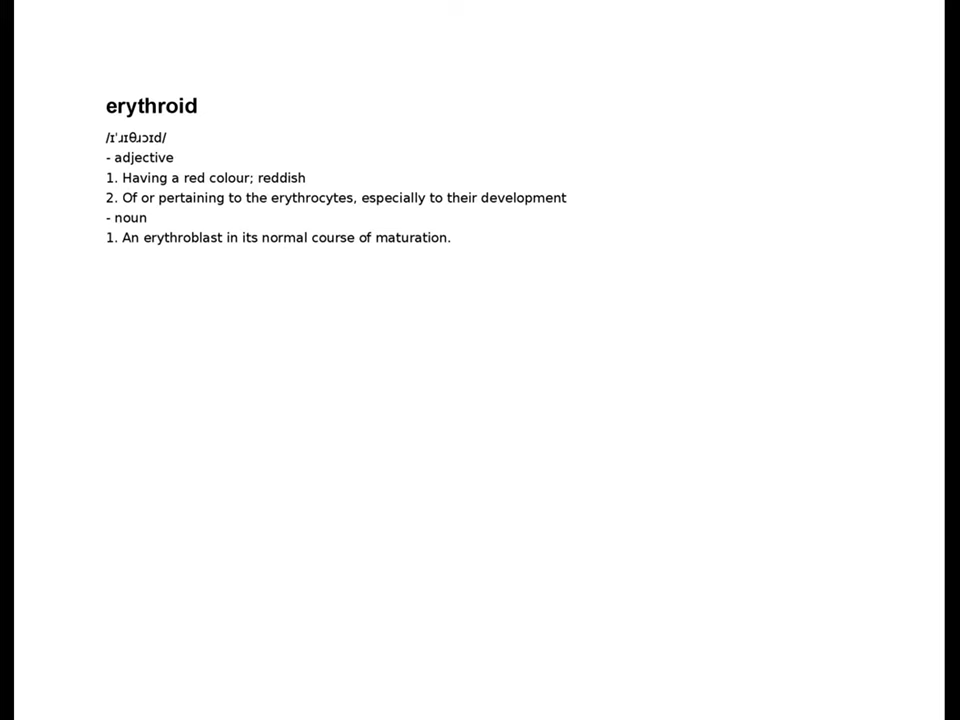 erythroid
/ɪˈɹɪθɹɔɪd/
- adjective
1. Having a red colour; reddish
2. Of or pertaining to the erythrocytes, especially to their development
- noun
1. An erythroblast in its normal course of maturation.